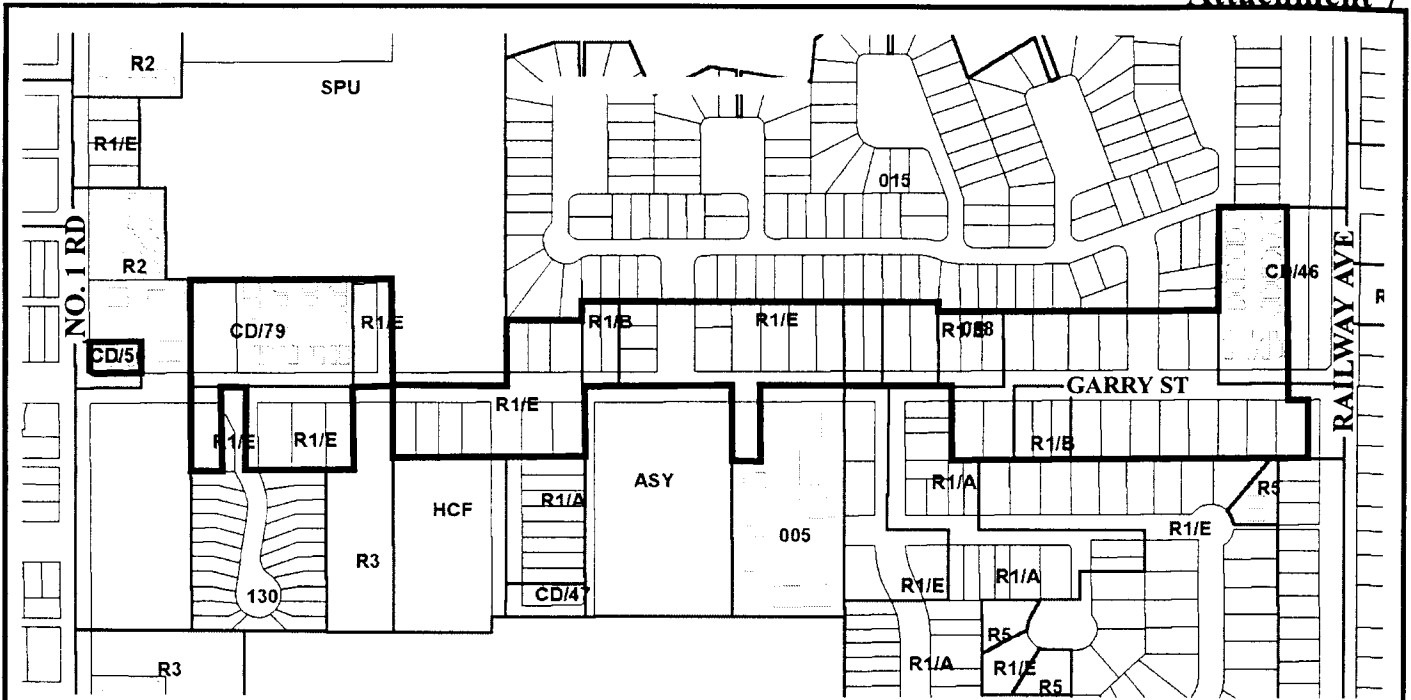 Attachment 7
R2
SPU
R1/E
015
NO. 1 RD
R2
CD/46
RAILWAY AVE
CD/79
R1/E
R1/B
R1/E
CD/5
GARRY ST
R1/E
R1/E
R1/E
R1/B
HCF
R1/A
ASY
R1/A
R5
005
R1/E
R3
130
CD/47
R1/E
R1/A
R5
R3
R1/A
R1/E
R5